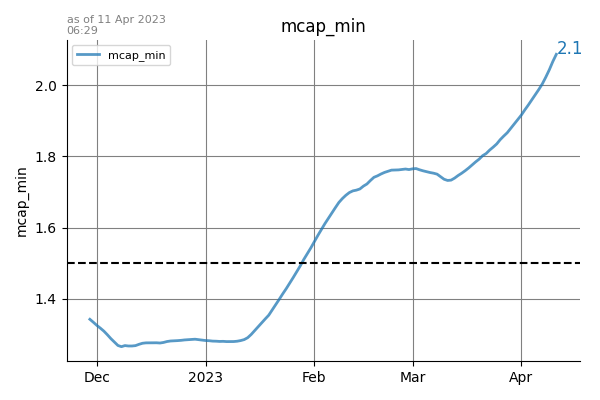 as of 11 Apr 2023
06:29
mcap_min
mcap_min
2.1
2.0
1.8
1.6
1.4
mcap_min
Dec 2023 Feb Mar Apr